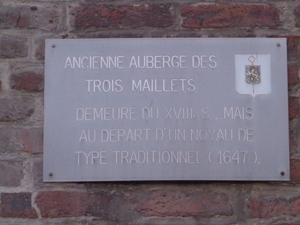 ANCIENNE AUBERGE DES
TROIS MAILLETS
DEMEURE DU XVIII. S., MAIS
AU DEPART D'UN NOYAU DE
TYPE TRADITIONNEL (1647).